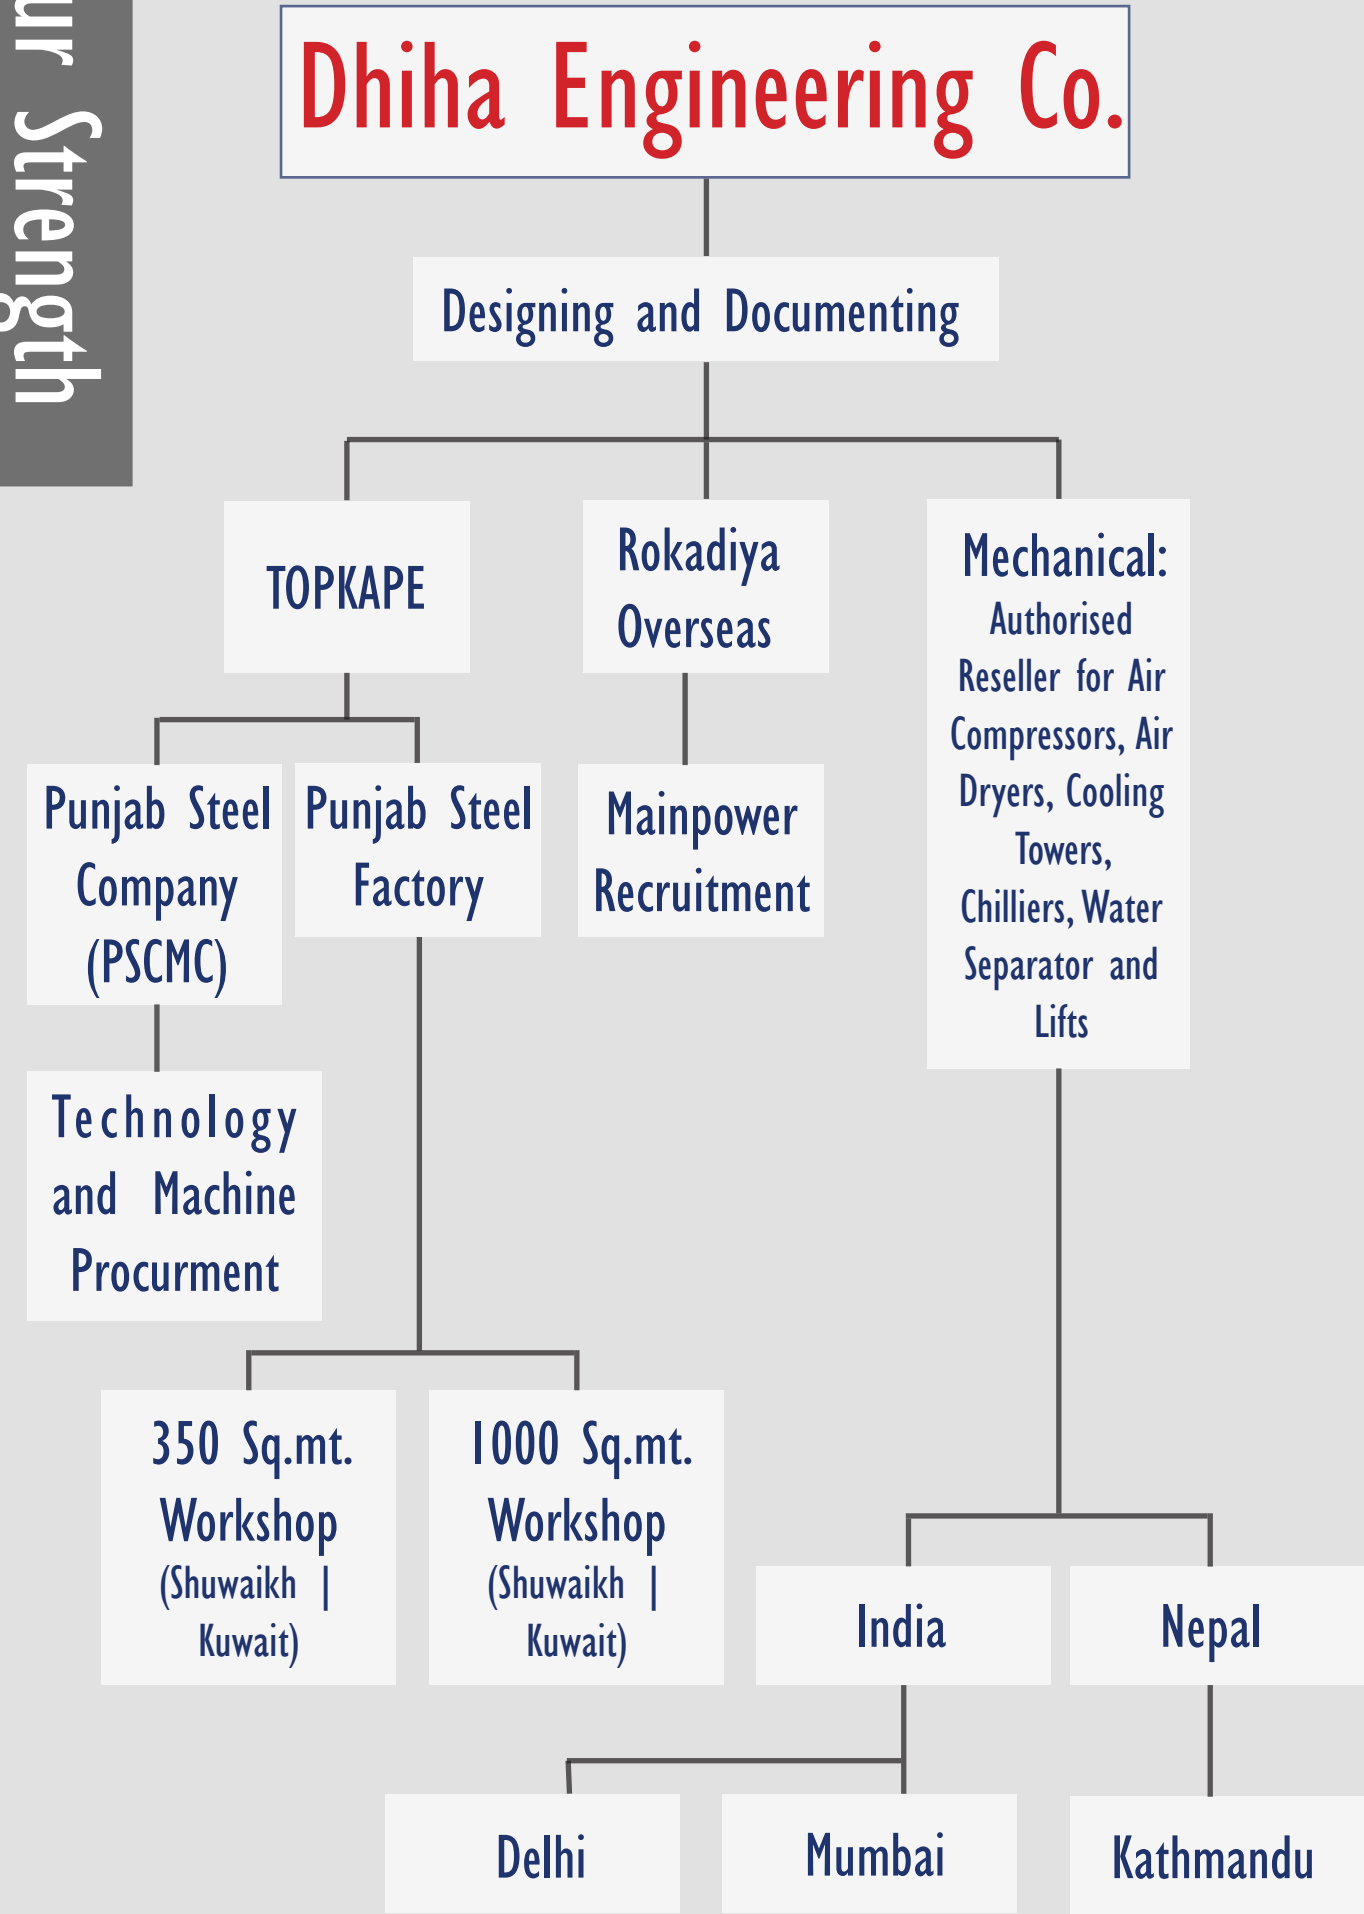 ur Strength
Dhiha Engineering Co.
Designing and Documenting
TOPKAPE
Rokadiya
Overseas
Mechanical:
Authorised
Reseller for Air
Compressors, Air
Dryers, Cooling
Towers,
Chilliers, Water
Separator and
Lifts
Punjab Steel
Company
(PSCMC)
Punjab Steel
Factory
Mainpower
Recruitment
Technology
and Machine
Procurment
350 Sq.mt.
Workshop
(Shuwaikh |
Kuwait)
1000 Sq.mt.
Workshop
(Shuwaikh |
Kuwait)
India
Nepal
Delhi
Mumbai
Kathmandu